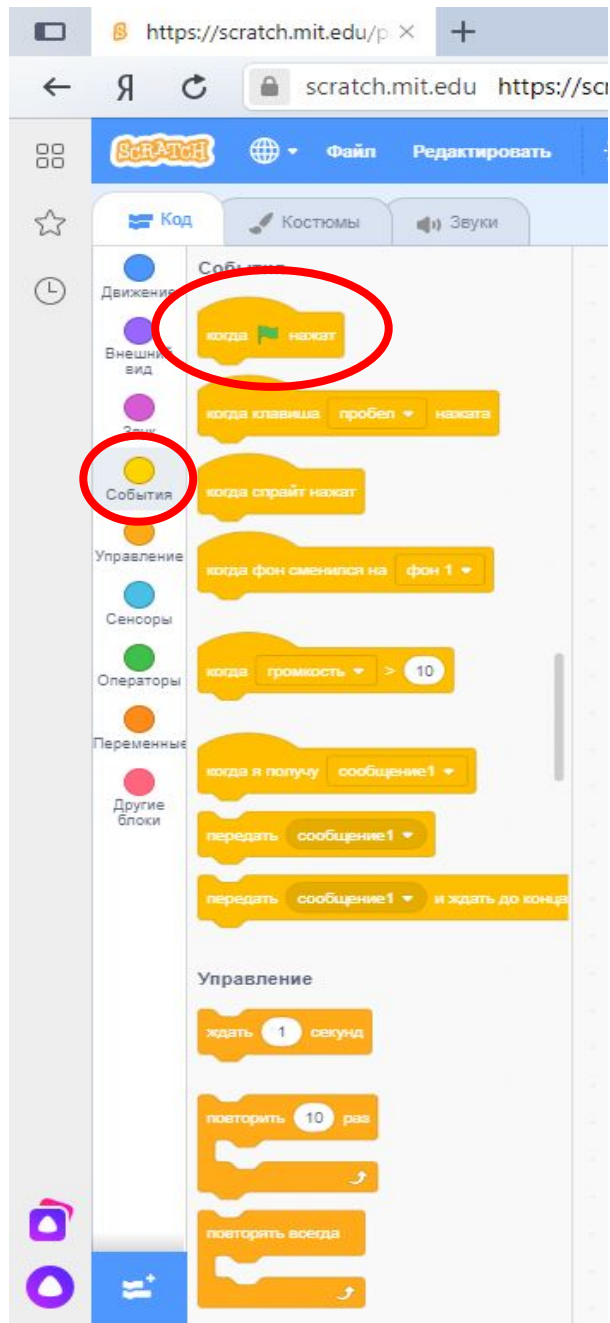 https://scratch.mit.edu/p
Я scratch.mit.edu https://scr
SCRATCH Файл Редактировать
Код Костюмы Звуки
Движение
Внешний
вид
Звук
События
Управление
Сенсоры
Операторы
Переменные
Другие
блоки
События
когда нажат
когда клавиша пробел нажата
когда спрайт нажат
когда фон сменился на фон 1
когда громкость > 10
когда я получу сообщение1
передать сообщение1
передать сообщение1 и ждать до конца
Управление
ждать 1 секунд
повторить 10 раз
повторять всегда